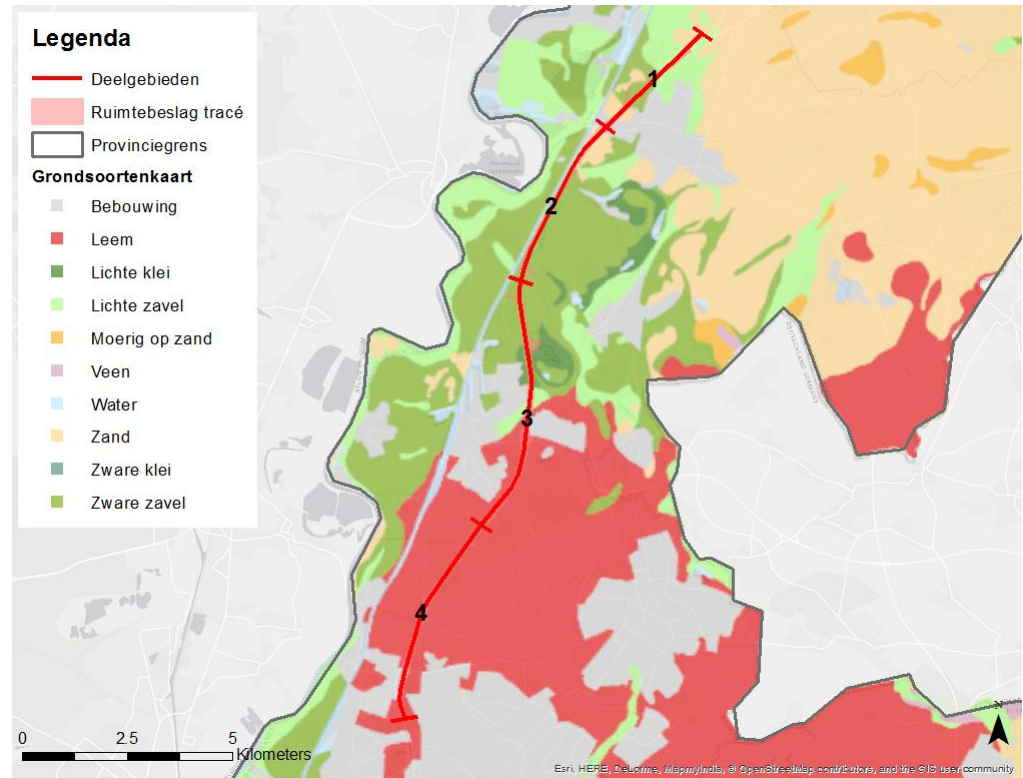 Legenda
Deelgebieden
Ruimtebeslag tracé
Provinciegrens
Grondsoortenkaart
Bebouwing
Leem
Lichte klei
Lichte zavel
Moerig op zand
Veen
Water
Zand
Zware klei
Zware zavel
1
2
3
4
DEUTSCHLAND GERMANY
N
0 2.5 5
Kilometers
Esri, HERE, DeLorme, MapmyIndia, © OpenStreetMap contributors, and the GIS user community